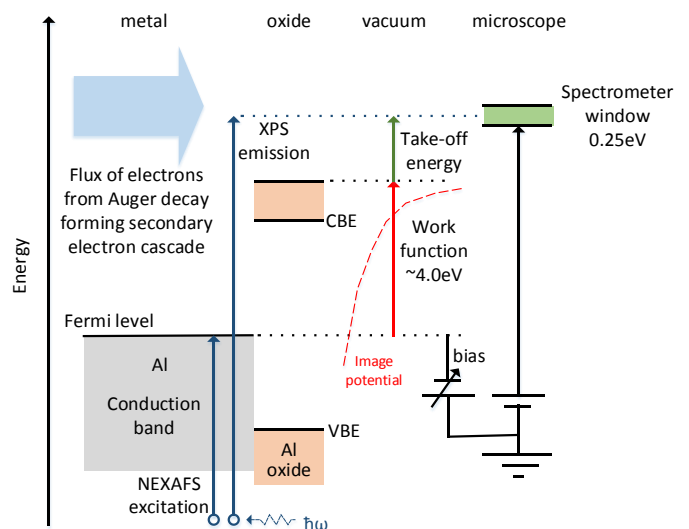 metal
oxide
vacuum
microscope
Energy
Flux of electrons
from Auger decay
forming secondary
electron cascade
XPS
emission
Take-off
energy
Spectrometer
window
0.25eV
CBE
Work
function
~4.0eV
Fermi level
Al
Conduction
band
Image
potential
bias
VBE
Al
oxide
NEXAFS
excitation
ħω